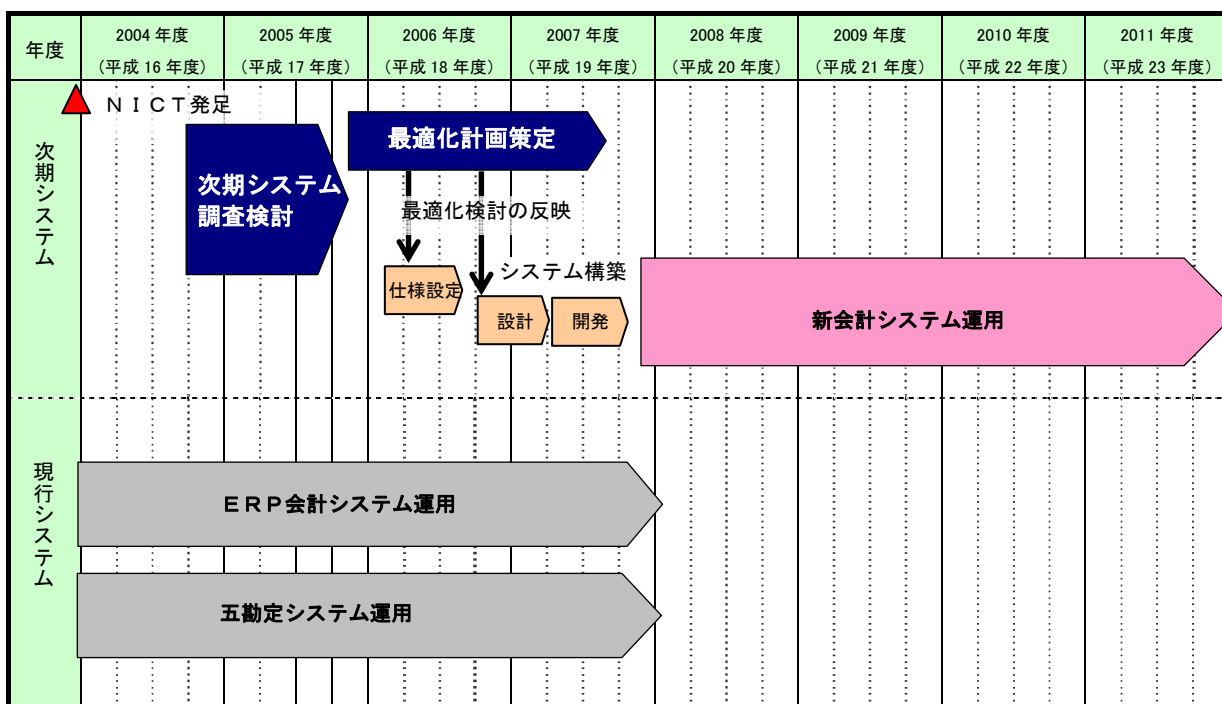 年度
2004 年度
(平成 16 年度)
2005 年度
(平成 17 年度)
2006 年度
(平成 18 年度)
2007 年度
(平成 19 年度)
2008 年度
(平成 20 年度)
2009 年度
(平成 21 年度)
2010 年度
(平成 22 年度)
2011 年度
(平成 23 年度)
次期システム
NICT発足
次期システム
調査検討
最適化計画策定
最適化検討の反映
仕様設定
システム構築
設計
開発
新会計システム運用
現行システム
ERP会計システム運用
五勘定システム運用